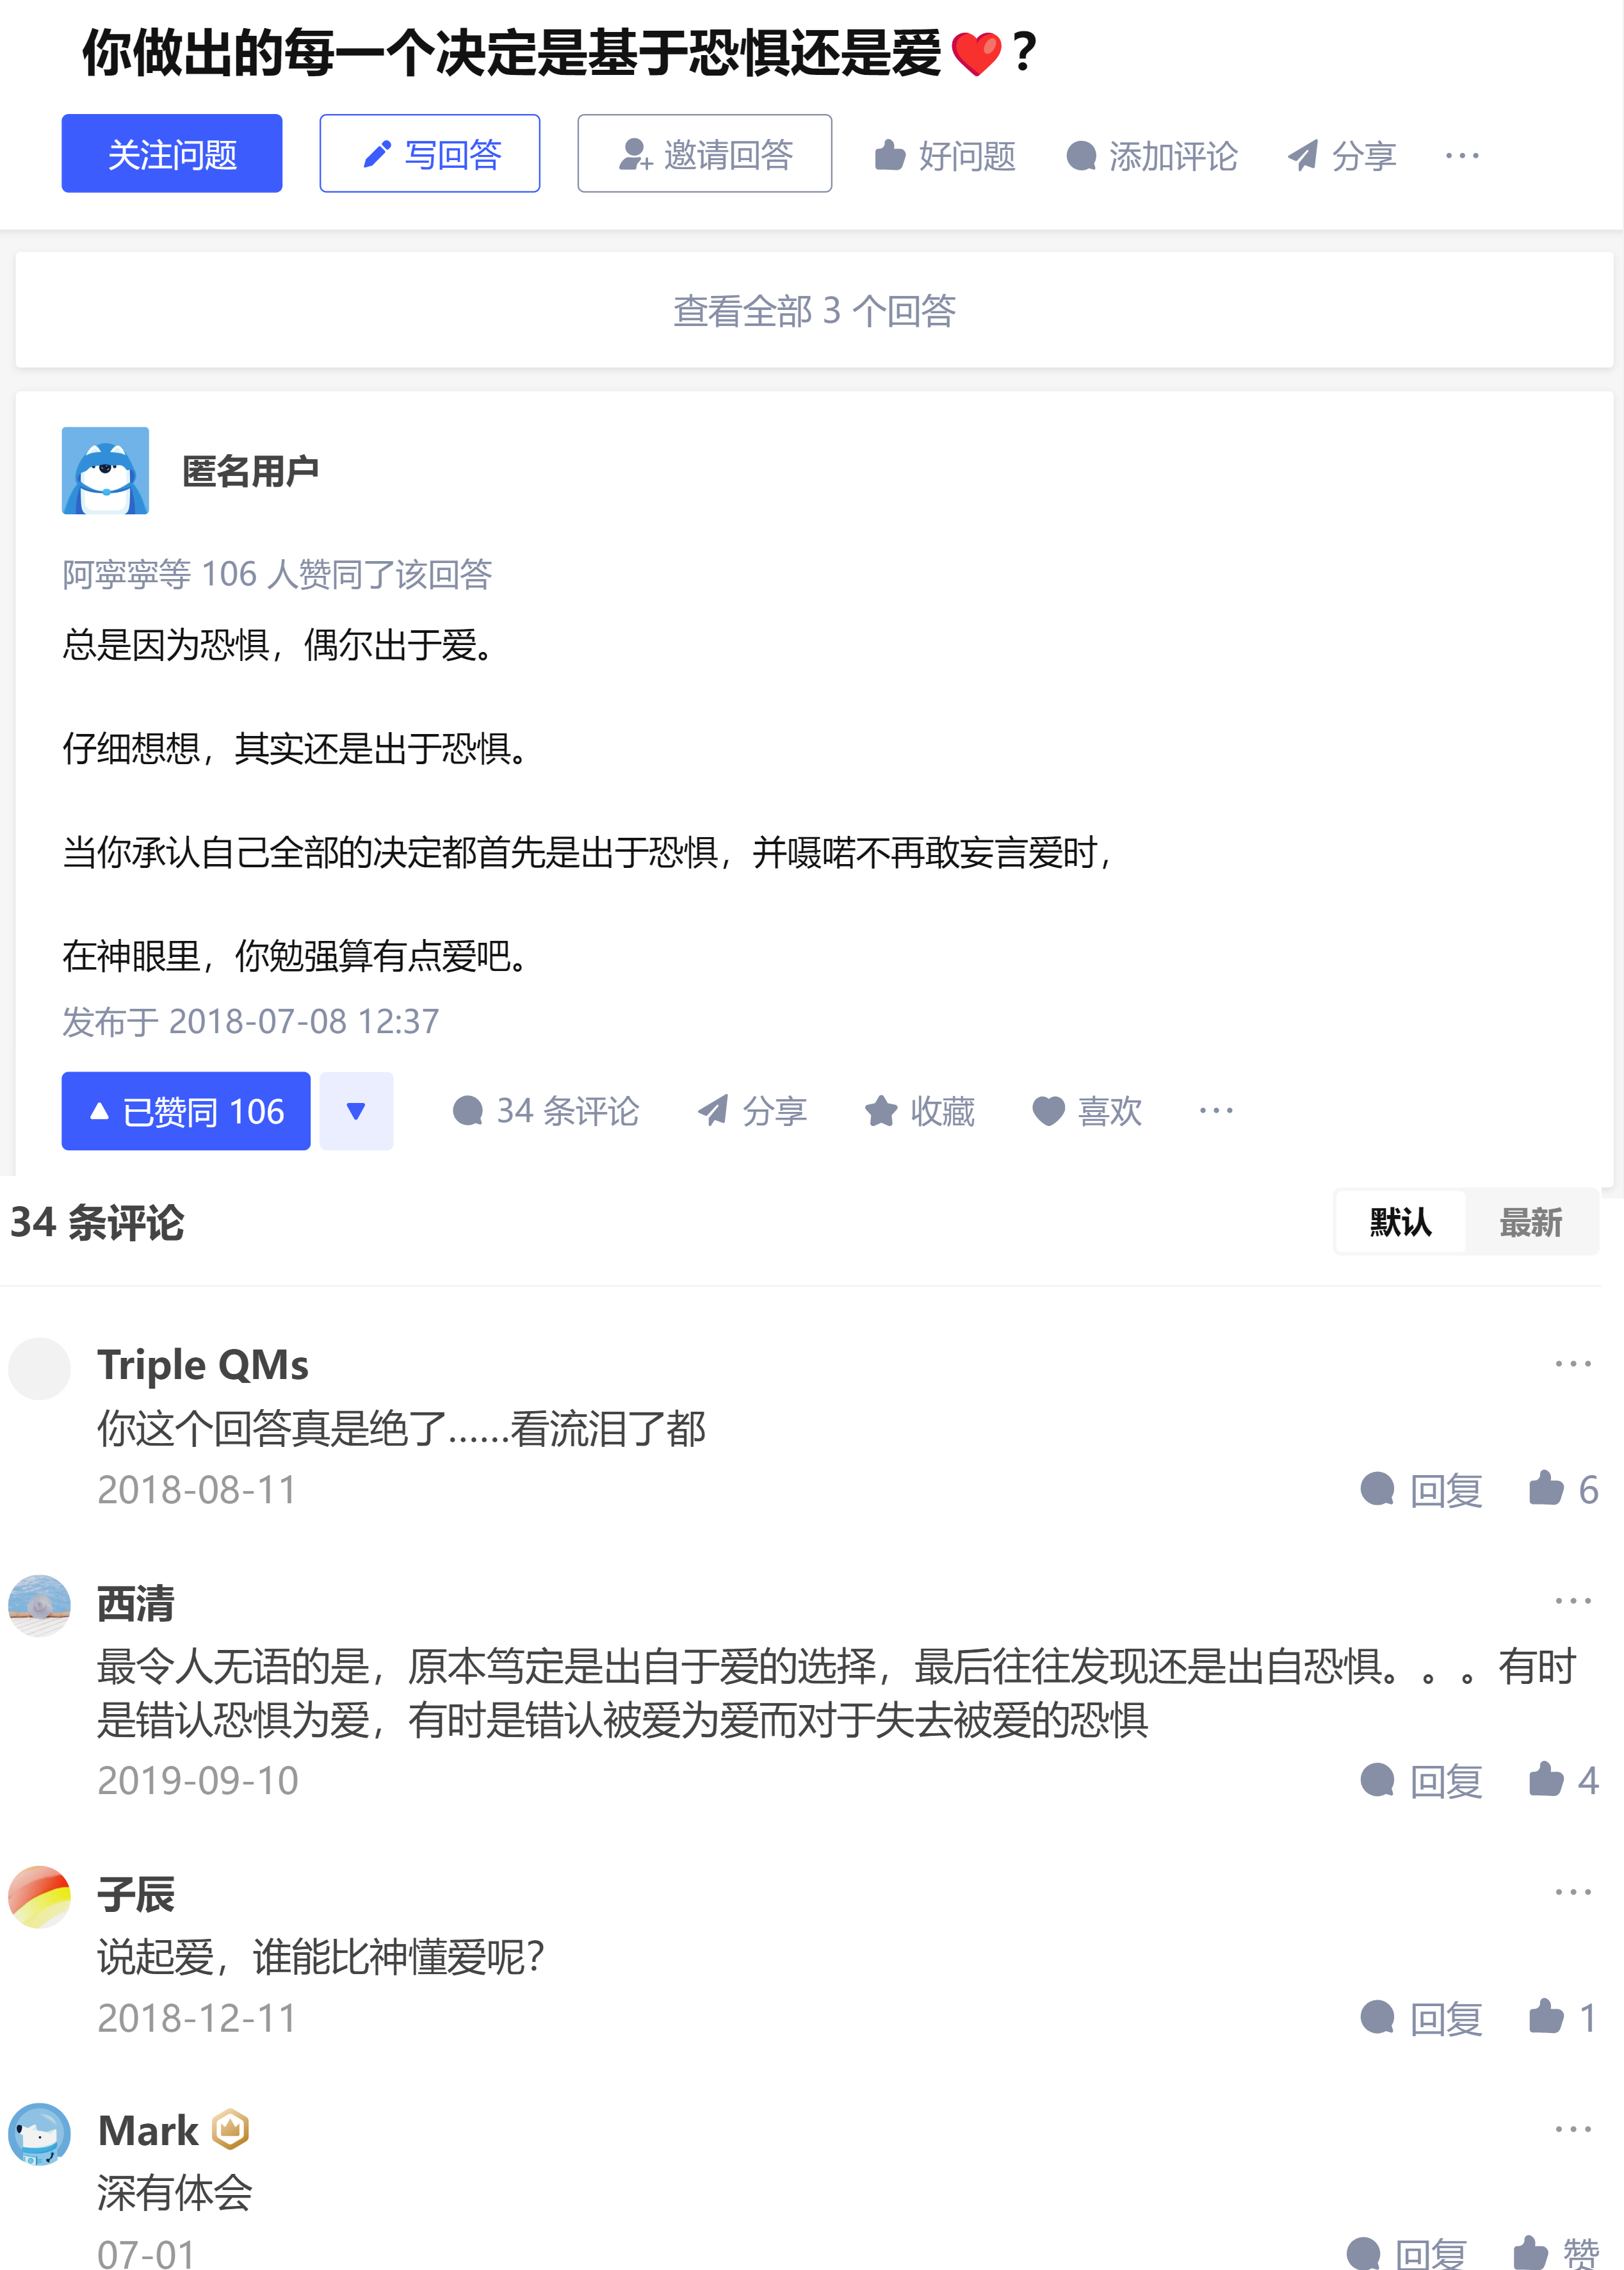 你做出的每一个决定是基于恐惧还是爱❤️？
关注问题 写回答 邀请回答 好问题 添加评论 分享 ···
查看全部 3 个回答
匿名用户
阿寧寧等 106 人赞同了该回答
总是因为恐惧，偶尔出于爱。
仔细想想，其实还是出于恐惧。
当你承认自己全部的决定都首先是出于恐惧，并嗫喏不再敢妄言爱时，
在神眼里，你勉强算有点爱吧。
发布于 2018-07-08 12:37
已赞同 106 34 条评论 分享 收藏 喜欢 ···
34 条评论 默认 最新
Triple QMs ···
你这个回答真是绝了……看流泪了都
2018-08-11 回复 6
西清 ···
最令人无语的是，原本笃定是出自于爱的选择，最后往往发现还是出自恐惧。。。有时
是错认恐惧为爱，有时是错认被爱为爱而对于失去被爱的恐惧
2019-09-10 回复 4
子辰 ···
说起爱，谁能比神懂爱呢？
2018-12-11 回复 1
Mark ···
深有体会
07-01 回复 赞